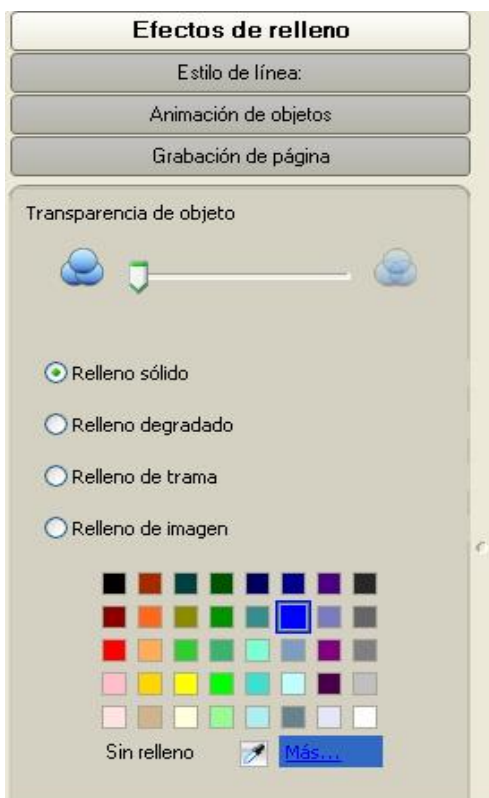 Efectos de relleno
Estilo de línea:
Animación de objetos
Grabación de página
Transparencia de objeto
Relleno sólido
Relleno degradado
Relleno de trama
Relleno de imagen
Sin relleno Más...